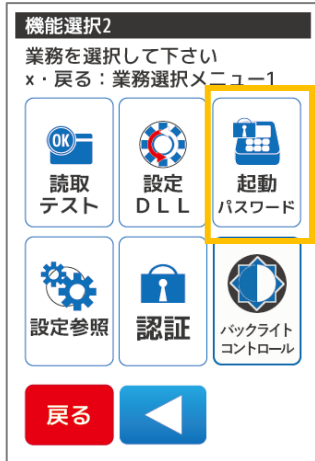 機能選択2
業務を選択して下さい
x・戻る：業務選択メニュー1
OK
読取
テスト
設定
ＤＬＬ
起動
パスワード
設定参照
認証
バックライト
コントロール
戻る